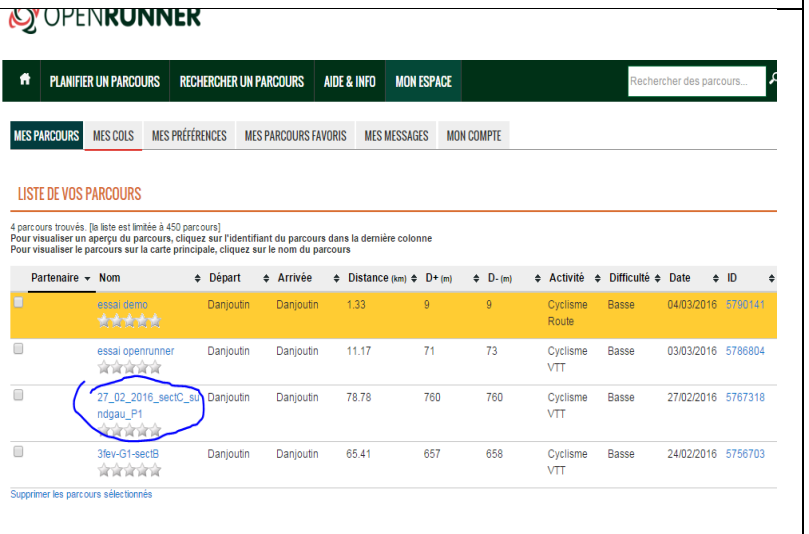 OPENRUNNER
PLANIFIER UN PARCOURS RECHERCHER UN PARCOURS AIDE & INFO MON ESPACE Rechercher des parcours...
MES PARCOURS MES COLS MES PRÉFÉRENCES MES PARCOURS FAVORIS MES MESSAGES MON COMPTE
LISTE DE VOS PARCOURS
4 parcours trouvés. [la liste est limitée à 450 parcours]
Pour visualiser un aperçu du parcours, cliquez sur l'identifiant du parcours dans la dernière colonne
Pour visualiser le parcours sur la carte principale, cliquez sur le nom du parcours
Partenaire Nom Départ Arrivée Distance (km) D+ (m) D- (m) Activité Difficulté Date ID
essai demo Danjoutin Danjoutin 1.33 9 9 Cyclisme Basse 04/03/2016 5790141
Route
essai openrunner Danjoutin Danjoutin 11.17 71 73 Cyclisme Basse 03/03/2016 5786804
VTT
27_02_2016_sectC_su Danjoutin Danjoutin 78.78 760 760 Cyclisme Basse 27/02/2016 5767318
ndgau_P1 VTT
3fev-G1-sectB Danjoutin Danjoutin 65.41 657 658 Cyclisme Basse 24/02/2016 5756703
VTT
Supprimer les parcours sélectionnés